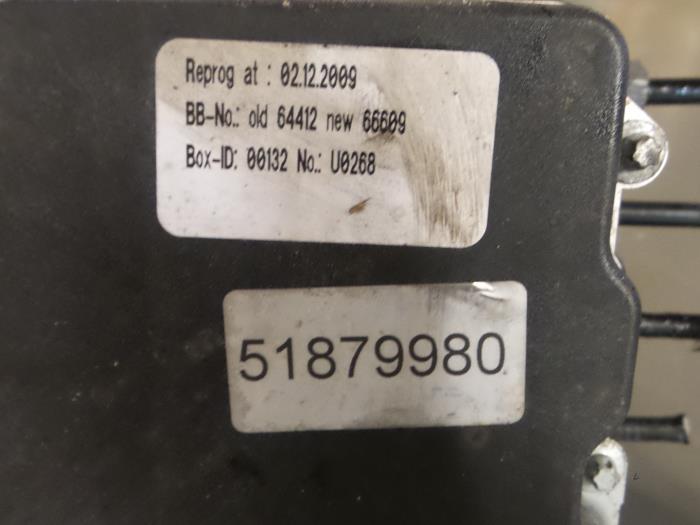 Reprog at : 02.12.2009
BB-No.: old 64412 new 66609
Box-ID: 00132 No.: U0268
51879980